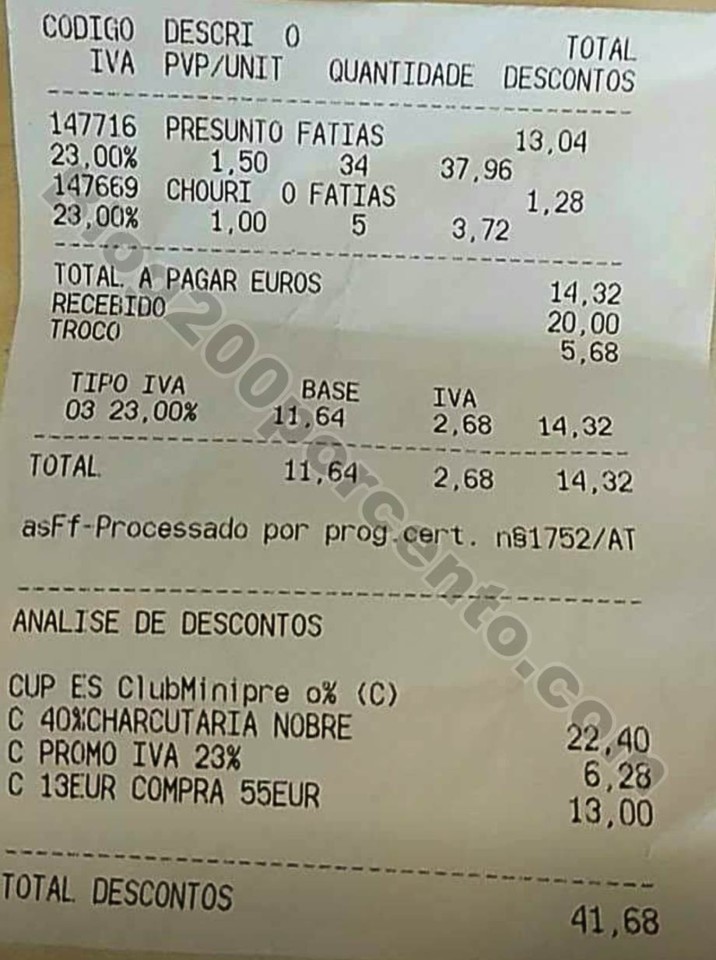 CODIGO DESCRI O TOTAL
IVA PVP/UNIT QUANTIDADE DESCONTOS
147716 PRESUNTO FATIAS 13,04
23,00% 1,50 34 37,96
147669 CHOURI O FATIAS 1,28
23,00% 1,00 5 3,72
TOTAL A PAGAR EUROS 14,32
RECEBIDO 20,00
TROCO 5,68
TIPO IVA BASE IVA
03 23,00% 11,64 2,68 14,32
TOTAL 11,64 2,68 14,32
asFf-Processado por prog.cert. n§1752/AT
ANALISE DE DESCONTOS
CUP ES ClubMinipre o% (C)
C 40%CHARCUTARIA NOBRE 22,40
C PROMO IVA 23% 6,28
C 13EUR COMPRA 55EUR 13,00
TOTAL DESCONTOS 41,68